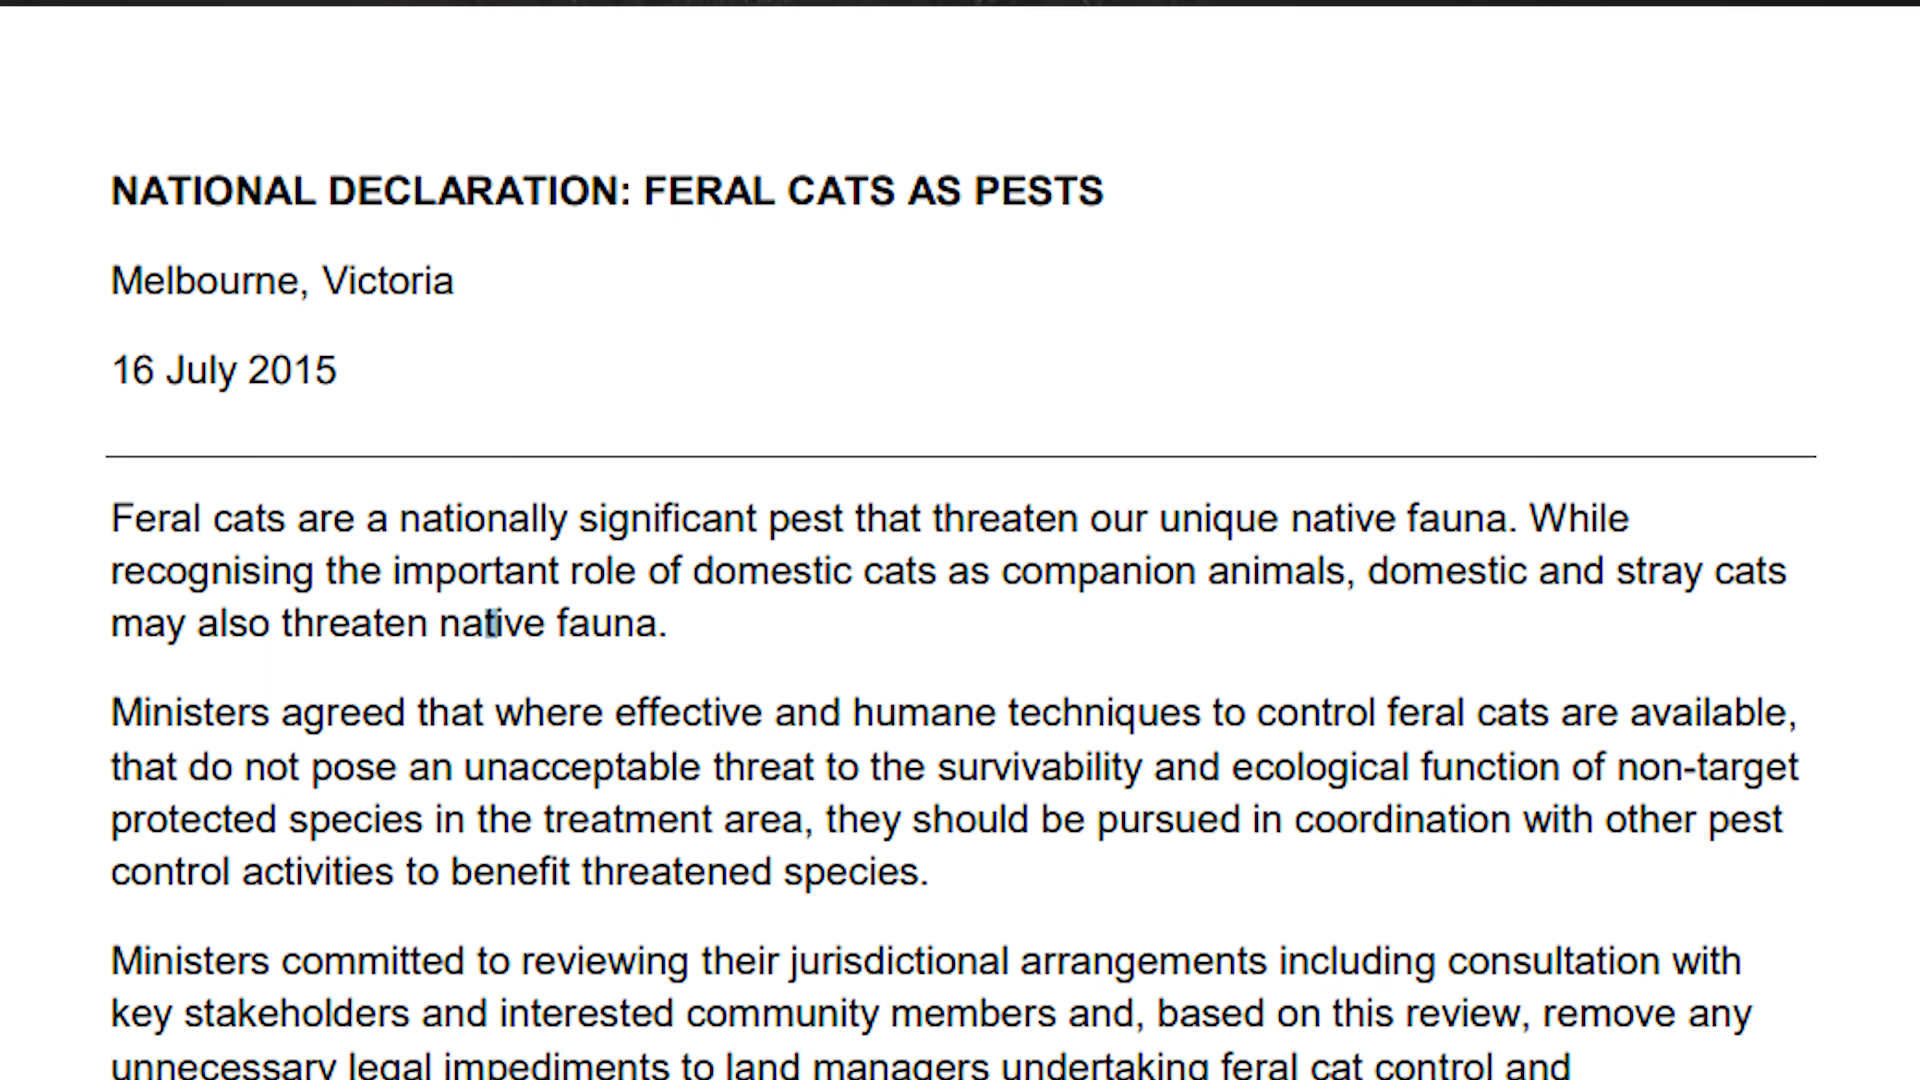 NATIONAL DECLARATION: FERAL CATS AS PESTS
Melbourne, Victoria
16 July 2015
Feral cats are a nationally significant pest that threaten our unique native fauna. While
recognising the important role of domestic cats as companion animals, domestic and stray cats
may also threaten native fauna.
Ministers agreed that where effective and humane techniques to control feral cats are available,
that do not pose an unacceptable threat to the survivability and ecological function of non-target
protected species in the treatment area, they should be pursued in coordination with other pest
control activities to benefit threatened species.
Ministers committed to reviewing their jurisdictional arrangements including consultation with
key stakeholders and interested community members and, based on this review, remove any
unnecessary legal impediments to land managers undertaking feral cat control and